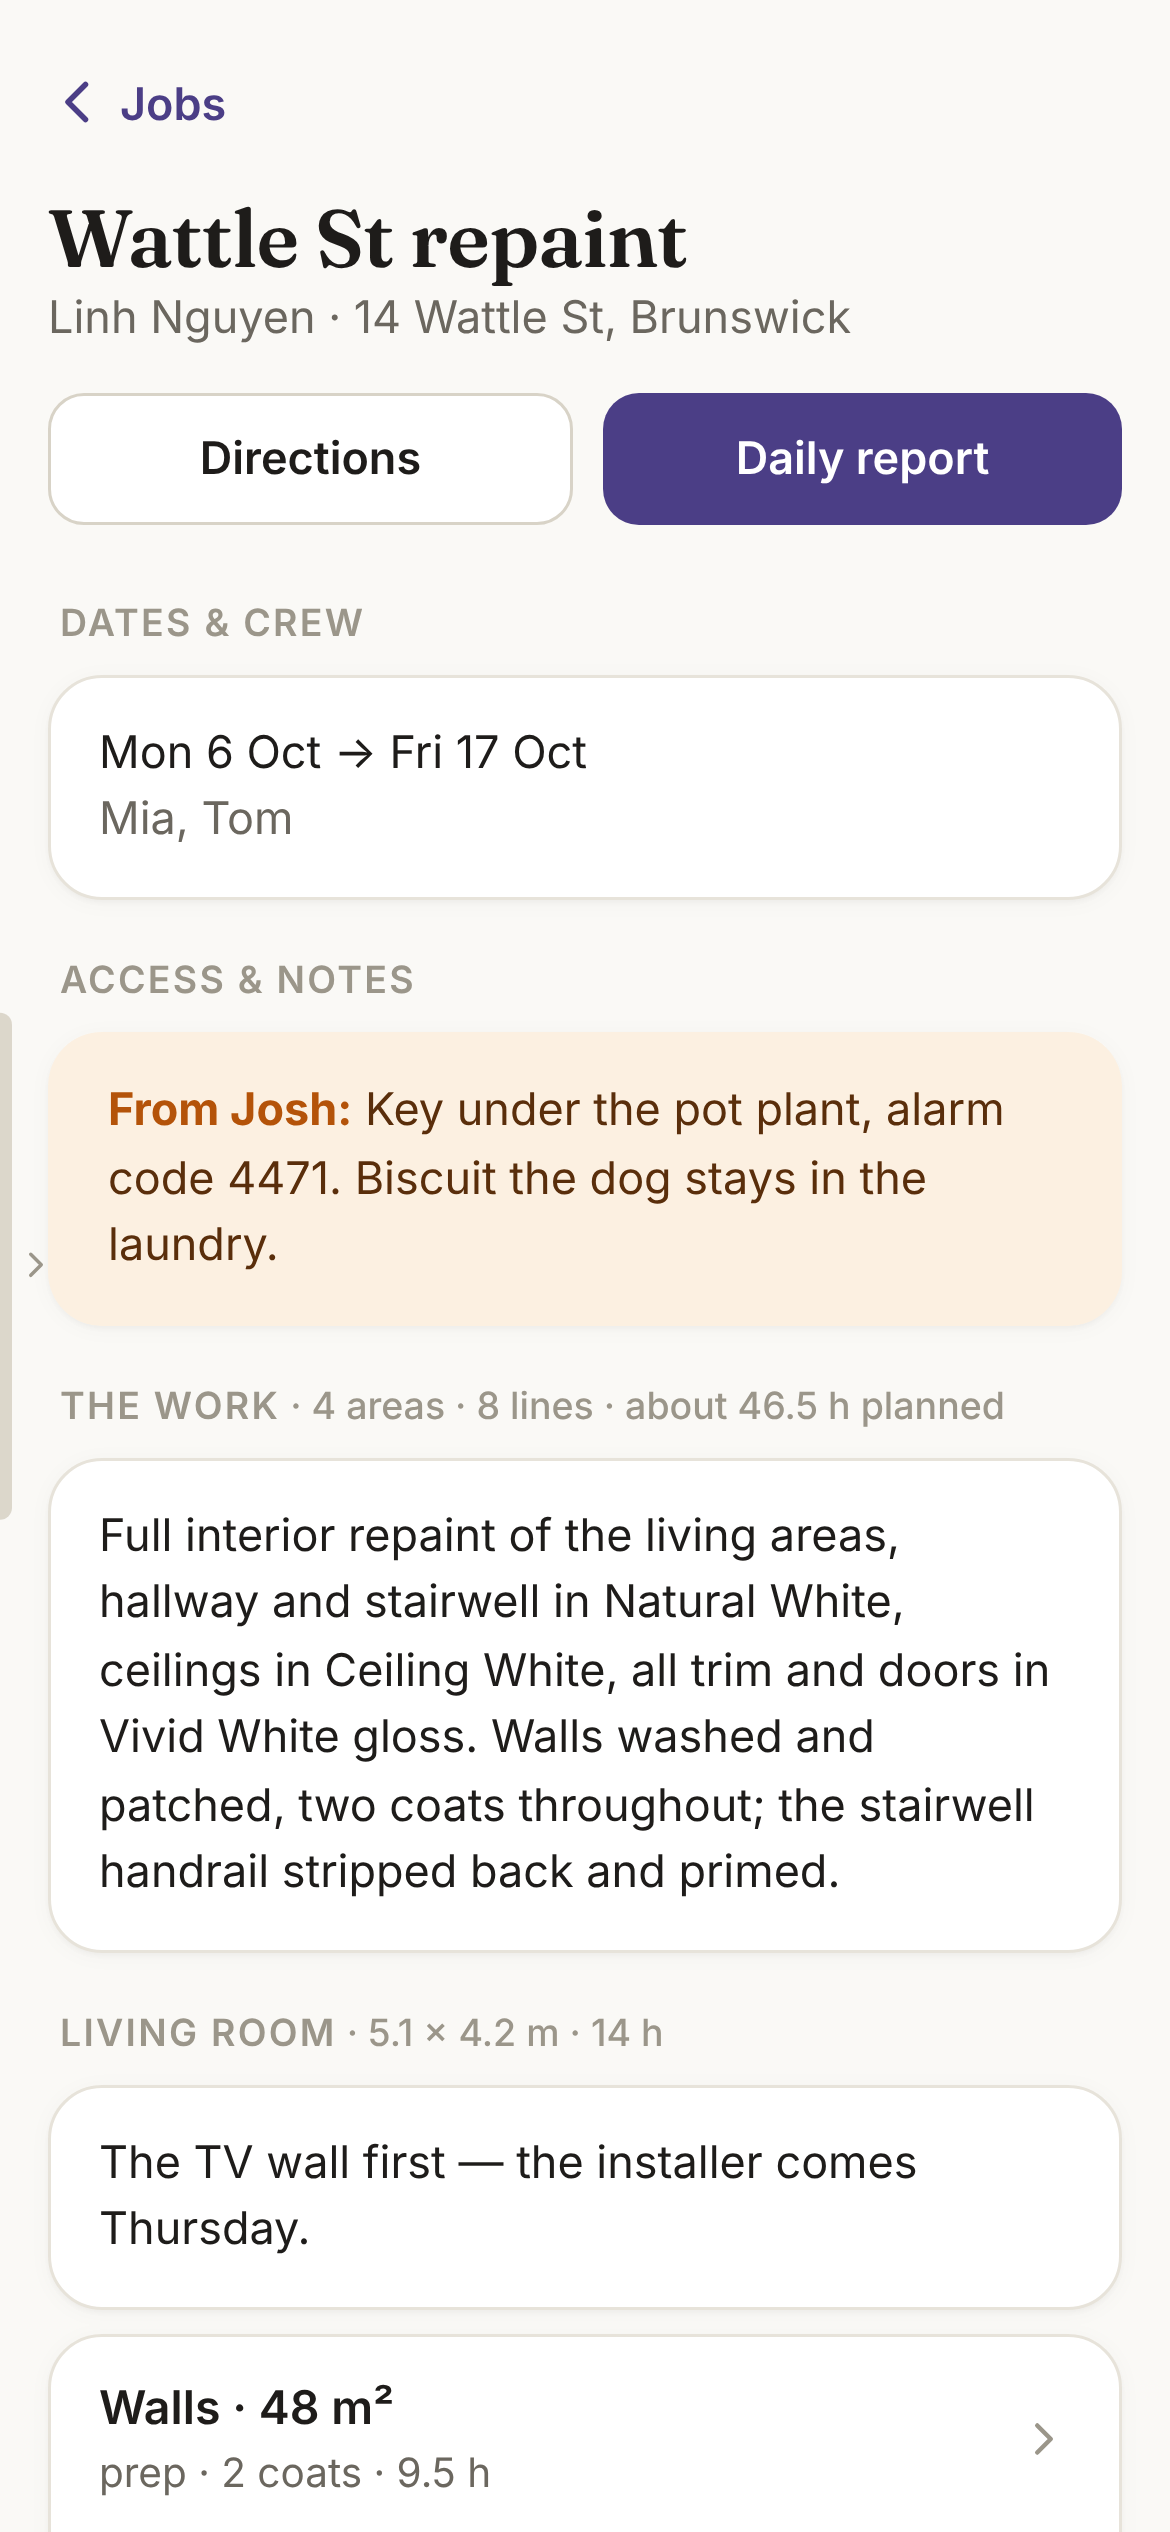 Jobs
Wattle St repaint
Linh Nguyen · 14 Wattle St, Brunswick
Directions
Daily report
DATES & CREW
Mon 6 Oct → Fri 17 Oct
Mia, Tom
ACCESS & NOTES
From Josh: Key under the pot plant, alarm
code 4471. Biscuit the dog stays in the
laundry.
THE WORK · 4 areas · 8 lines · about 46.5 h planned
Full interior repaint of the living areas,
hallway and stairwell in Natural White,
ceilings in Ceiling White, all trim and doors in
Vivid White gloss. Walls washed and
patched, two coats throughout; the stairwell
handrail stripped back and primed.
LIVING ROOM · 5.1 × 4.2 m · 14 h
The TV wall first — the installer comes
Thursday.
Walls · 48 m²
prep · 2 coats · 9.5 h